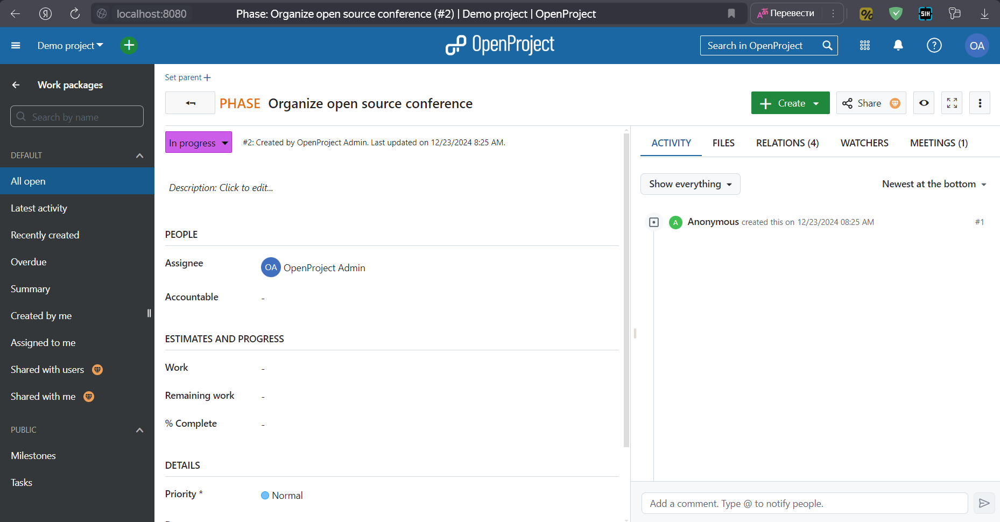 Я
localhost:8080
Phase: Organize open source conference (#2) | Demo project | OpenProject
Перевести
%
SIH
Demo project
OpenProject
Search in OpenProject
?
OA
Work packages
Search by name
DEFAULT
All open
Latest activity
Recently created
Overdue
Summary
Created by me
Assigned to me
Shared with users
Shared with me
PUBLIC
Milestones
Tasks
Set parent +
PHASE Organize open source conference
Create
Share
In progress
#2: Created by OpenProject Admin. Last updated on 12/23/2024 8:25 AM.
Description: Click to edit...
PEOPLE
Assignee
OA OpenProject Admin
Accountable -
ESTIMATES AND PROGRESS
Work -
Remaining work -
% Complete -
DETAILS
Priority * Normal
ACTIVITY FILES RELATIONS (4) WATCHERS MEETINGS (1)
Show everything
Newest at the bottom
A Anonymous created this on 12/23/2024 08:25 AM #1
Add a comment. Type @ to notify people.